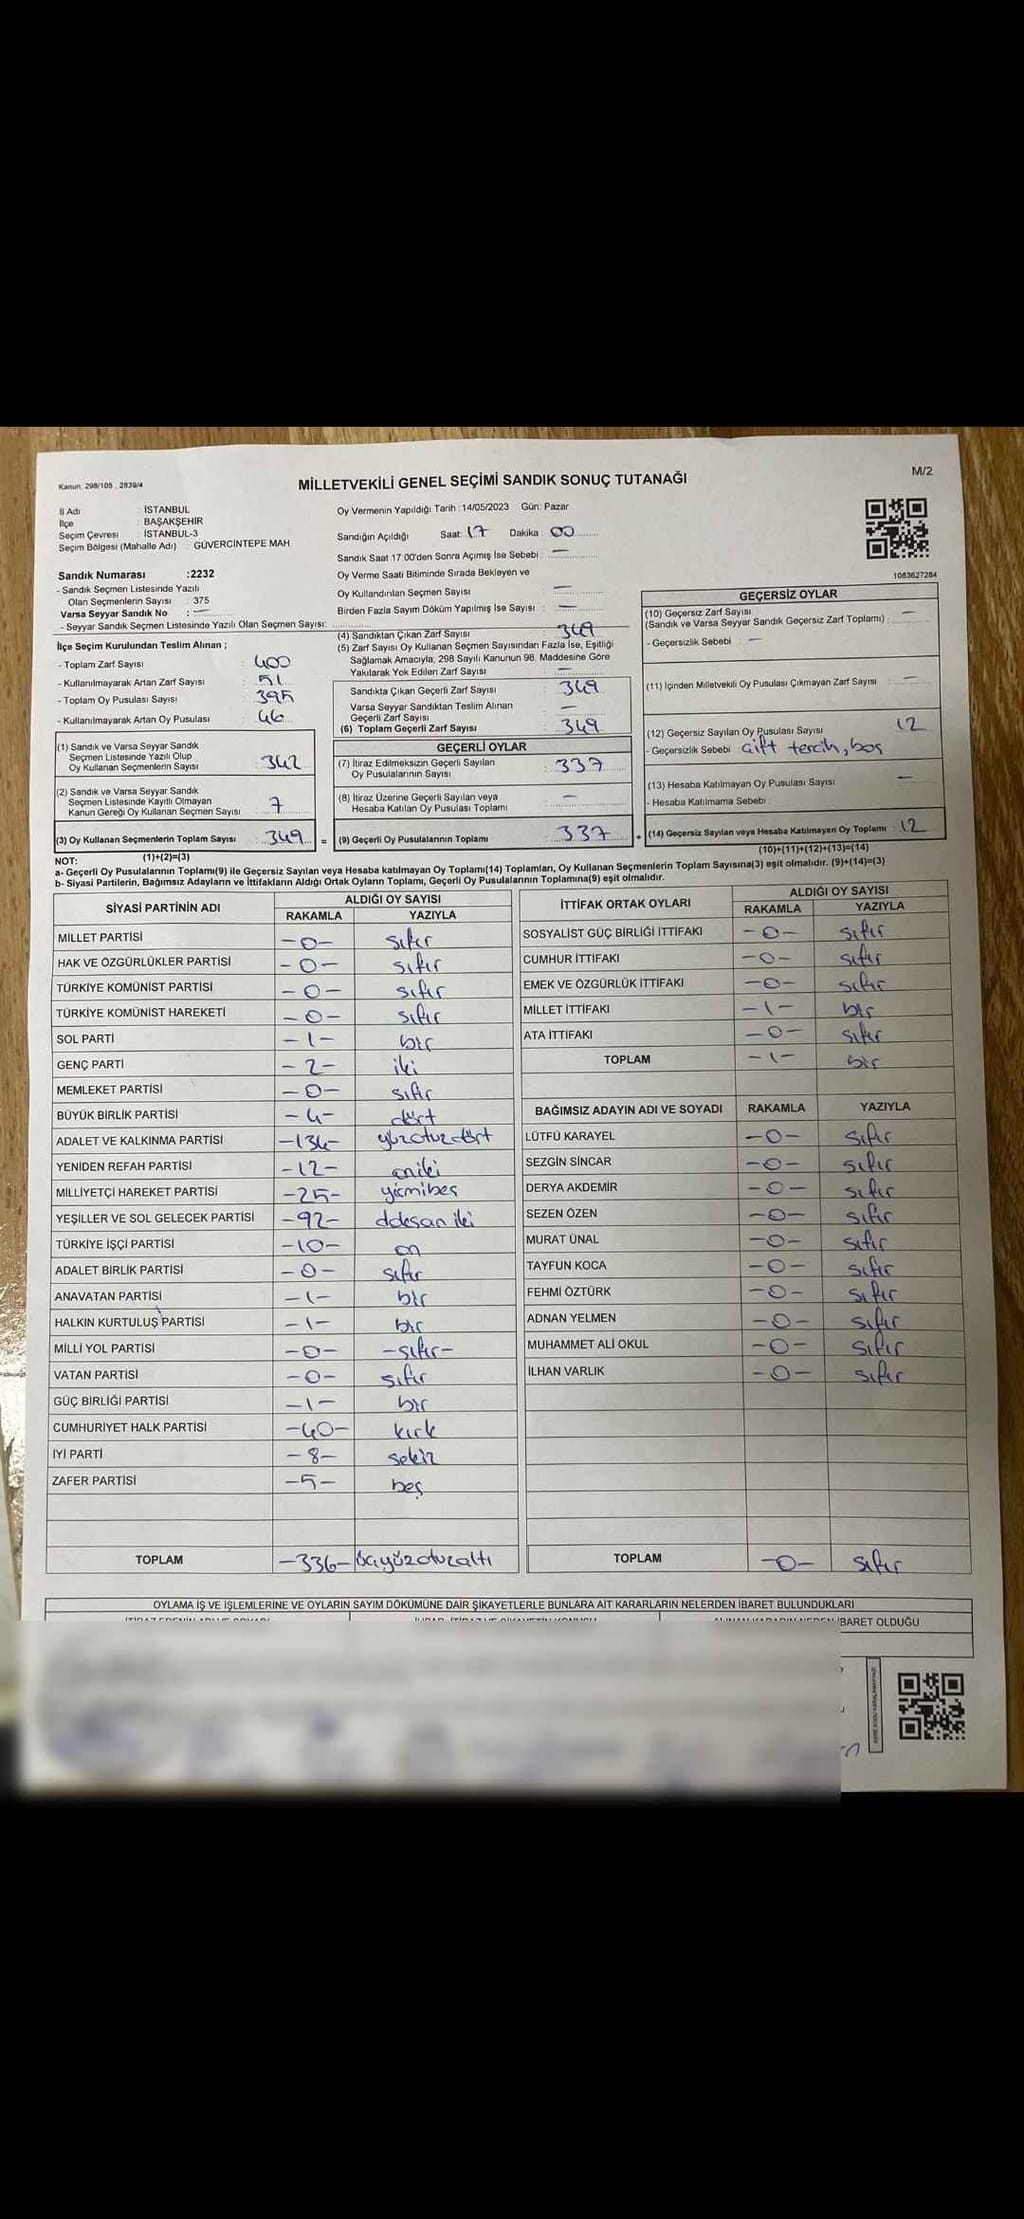 Kanun. 298/105 , 2839/4
MİLLETVEKİLİ GENEL SEÇİMİ SANDIK SONUÇ TUTANAĞI
M/2
İl Adı : İSTANBUL
İlçe : BAŞAKŞEHİR
Seçim Çevresi : İSTANBUL-3
Seçim Bölgesi (Mahalle Adı) : GÜVERCİNTEPE MAH.
Oy Vermenin Yapıldığı Tarih : 14/05/2023 Gün: Pazar
Sandığın Açıldığı Saat: 17 Dakika : 00
Sandık Saat 17:00'den Sonra Açımış İse Sebebi : —
Oy Verme Saati Bitiminde Sırada Bekleyen ve
Oy Kullandırılan Seçmen Sayısı : —
Birden Fazla Sayım Döküm Yapılmış İse Sayısı : —
1083627284
Sandık Numarası :2232
- Sandık Seçmen Listesinde Yazılı
Olan Seçmenlerin Sayısı : 375
Varsa Seyyar Sandık No : —
- Seyyar Sandık Seçmen Listesinde Yazılı Olan Seçmen Sayısı:
İlçe Seçim Kurulundan Teslim Alınan ;
- Toplam Zarf Sayısı : 400
- Kullanılmayarak Artan Zarf Sayısı : 51
- Toplam Oy Pusulası Sayısı : 395
- Kullanılmayarak Artan Oy Pusulası : 46
(1) Sandık ve Varsa Seyyar Sandık
Seçmen Listesinde Yazılı Olup
Oy Kullanan Seçmenlerin Sayısı : 342
(2) Sandık ve Varsa Seyyar Sandık
Seçmen Listesinde Kayıtlı Olmayan
Kanun Gereği Oy Kullanan Seçmen Sayısı : 7
(3) Oy Kullanan Seçmenlerin Toplam Sayısı : 349 =
(1)+(2)=(3)
(4) Sandıktan Çıkan Zarf Sayısı : 349
(5) Zarf Sayısı Oy Kullanan Seçmen Sayısından Fazla İse, Eşitliği
Sağlamak Amacıyla, 298 Sayılı Kanunun 98. Maddesine Göre
Yakılarak Yok Edilen Zarf Sayısı : —
Sandıkta Çıkan Geçerli Zarf Sayısı : 349
Varsa Seyyar Sandıktan Teslim Alınan
Geçerli Zarf Sayısı : —
(6) Toplam Geçerli Zarf Sayısı : 349
GEÇERLİ OYLAR
(7) İtiraz Edilmeksizin Geçerli Sayılan
Oy Pusulasının Sayısı : 337
(8) İtiraz Üzerine Geçerli Sayılan veya
Hesaba Katılan Oy Pusulası Toplamı : —
(9) Geçerli Oy Pusulalarının Toplamı : 337 +
GEÇERSİZ OYLAR
(10) Geçersiz Zarf Sayısı
(Sandık ve Varsa Seyyar Sandık Geçersiz Zarf Toplamı) : —
- Geçersizlik Sebebi : —
(11) İçinden Milletvekili Oy Pusulası Çıkmayan Zarf Sayısı : —
(12) Geçersiz Sayılan Oy Pusulası Sayısı : 12
- Geçersizlik Sebebi : Çift tercih, boş
(13) Hesaba Katılmayan Oy Pusulası Sayısı : —
- Hesaba Katılmama Sebebi :
(14) Geçersiz Sayılan veya Hesaba Katılmayan Oy Toplamı : 12
(10)+(11)+(12)+(13)=(14)
NOT:
a- Geçerli Oy Pusulasının Toplamı(9) ile Geçersiz Sayılan veya Hesaba katılmayan Oy Toplamı(14) Toplamları, Oy Kullanan Seçmenlerin Toplam Sayısına(3) eşit olmalıdır. (9)+(14)=(3)
b- Siyasi Partilerin, Bağımsız Adayların ve İttifakların Aldığı Ortak Oyların Toplamı, Geçerli Oy Pusulalarının Toplamına(9) eşit olmalıdır.
SİYASİ PARTİNİN ADI ALDIĞI OY SAYISI
RAKAMLA YAZIYLA
MİLLET PARTİSİ -0- sıfır
HAK VE ÖZGÜRLÜKLER PARTİSİ -0- sıfır
TÜRKİYE KOMÜNİST PARTİSİ -0- sıfır
TÜRKİYE KOMÜNİST HAREKETİ -0- sıfır
SOL PARTİ -1- bir
GENÇ PARTİ -2- iki
MEMLEKET PARTİSİ -0- sıfır
BÜYÜK BİRLİK PARTİSİ -4- dört
ADALET VE KALKINMA PARTİSİ -134- yüzotuzdört
YENİDEN REFAH PARTİSİ -12- oniki
MİLLİYETÇİ HAREKET PARTİSİ -25- yirmibeş
YEŞİLLER VE SOL GELECEK PARTİSİ -92- doksan iki
TÜRKİYE İŞÇİ PARTİSİ -10- on
ADALET BİRLİK PARTİSİ -0- sıfır
ANAVATAN PARTİSİ -1- bir
HALKIN KURTULUŞ PARTİSİ -1- bir
MİLLİ YOL PARTİSİ -0- -sıfır-
VATAN PARTİSİ -0- sıfır
GÜÇ BİRLİĞİ PARTİSİ -1- bir
CUMHURİYET HALK PARTİSİ -40- kırk
İYİ PARTİ -8- sekiz
ZAFER PARTİSİ -5- beş
TOPLAM -336- üçyüzotuzaltı
İTTİFAK ORTAK OYLARI ALDIĞI OY SAYISI
RAKAMLA YAZIYLA
SOSYALİST GÜÇ BİRLİĞİ İTTİFAKI -0- sıfır
CUMHUR İTTİFAKI -0- sıfır
EMEK VE ÖZGÜRLÜK İTTİFAKI -0- sıfır
MİLLET İTTİFAKI -1- bir
ATA İTTİFAKI -0- sıfır
TOPLAM -1- bir
BAĞIMSIZ ADAYIN ADI VE SOYADI RAKAMLA YAZIYLA
LÜTFÜ KARAYEL -0- sıfır
SEZGİN SİNCAR -0- sıfır
DERYA AKDEMİR -0- sıfır
SEZEN ÖZEN -0- sıfır
MURAT ÜNAL -0- sıfır
TAYFUN KOCA -0- sıfır
FEHMİ ÖZTÜRK -0- sıfır
ADNAN YELMEN -0- sıfır
MUHAMMET ALİ OKUL -0- sıfır
İLHAN VARLIK -0- sıfır
TOPLAM -0- sıfır
OYLAMA İŞ VE İŞLEMLERİNE VE OYLARIN SAYIM DÖKÜMÜNE DAİR ŞİKAYETLERLE BUNLARA AİT KARARLARIN NELERDEN İBARET BULUNDUKLARI
İBARET OLDUĞU